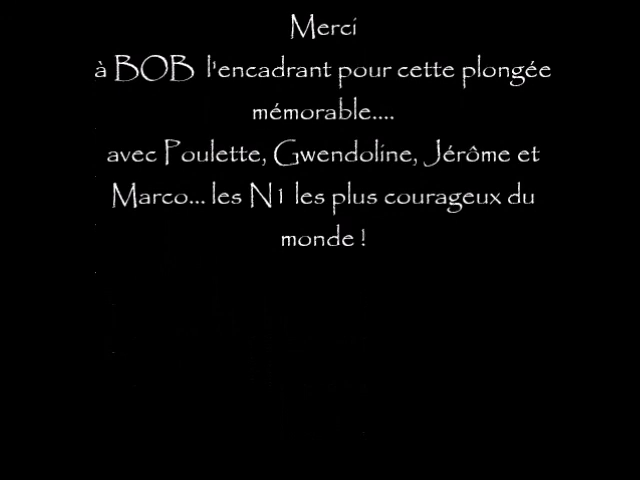 Merci
à BOB l'encadrant pour cette plongée
mémorable....
avec Poulette, Gwendoline, Jérôme et
Marco... les N1 les plus courageux du
monde !